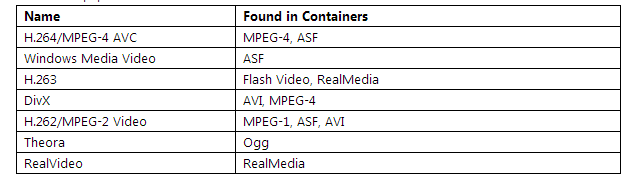 Name Found in Containers
H.264/MPEG-4 AVC MPEG-4, ASF
Windows Media Video ASF
H.263 Flash Video, RealMedia
DivX AVI, MPEG-4
H.262/MPEG-2 Video MPEG-1, ASF, AVI
Theora Ogg
RealVideo RealMedia